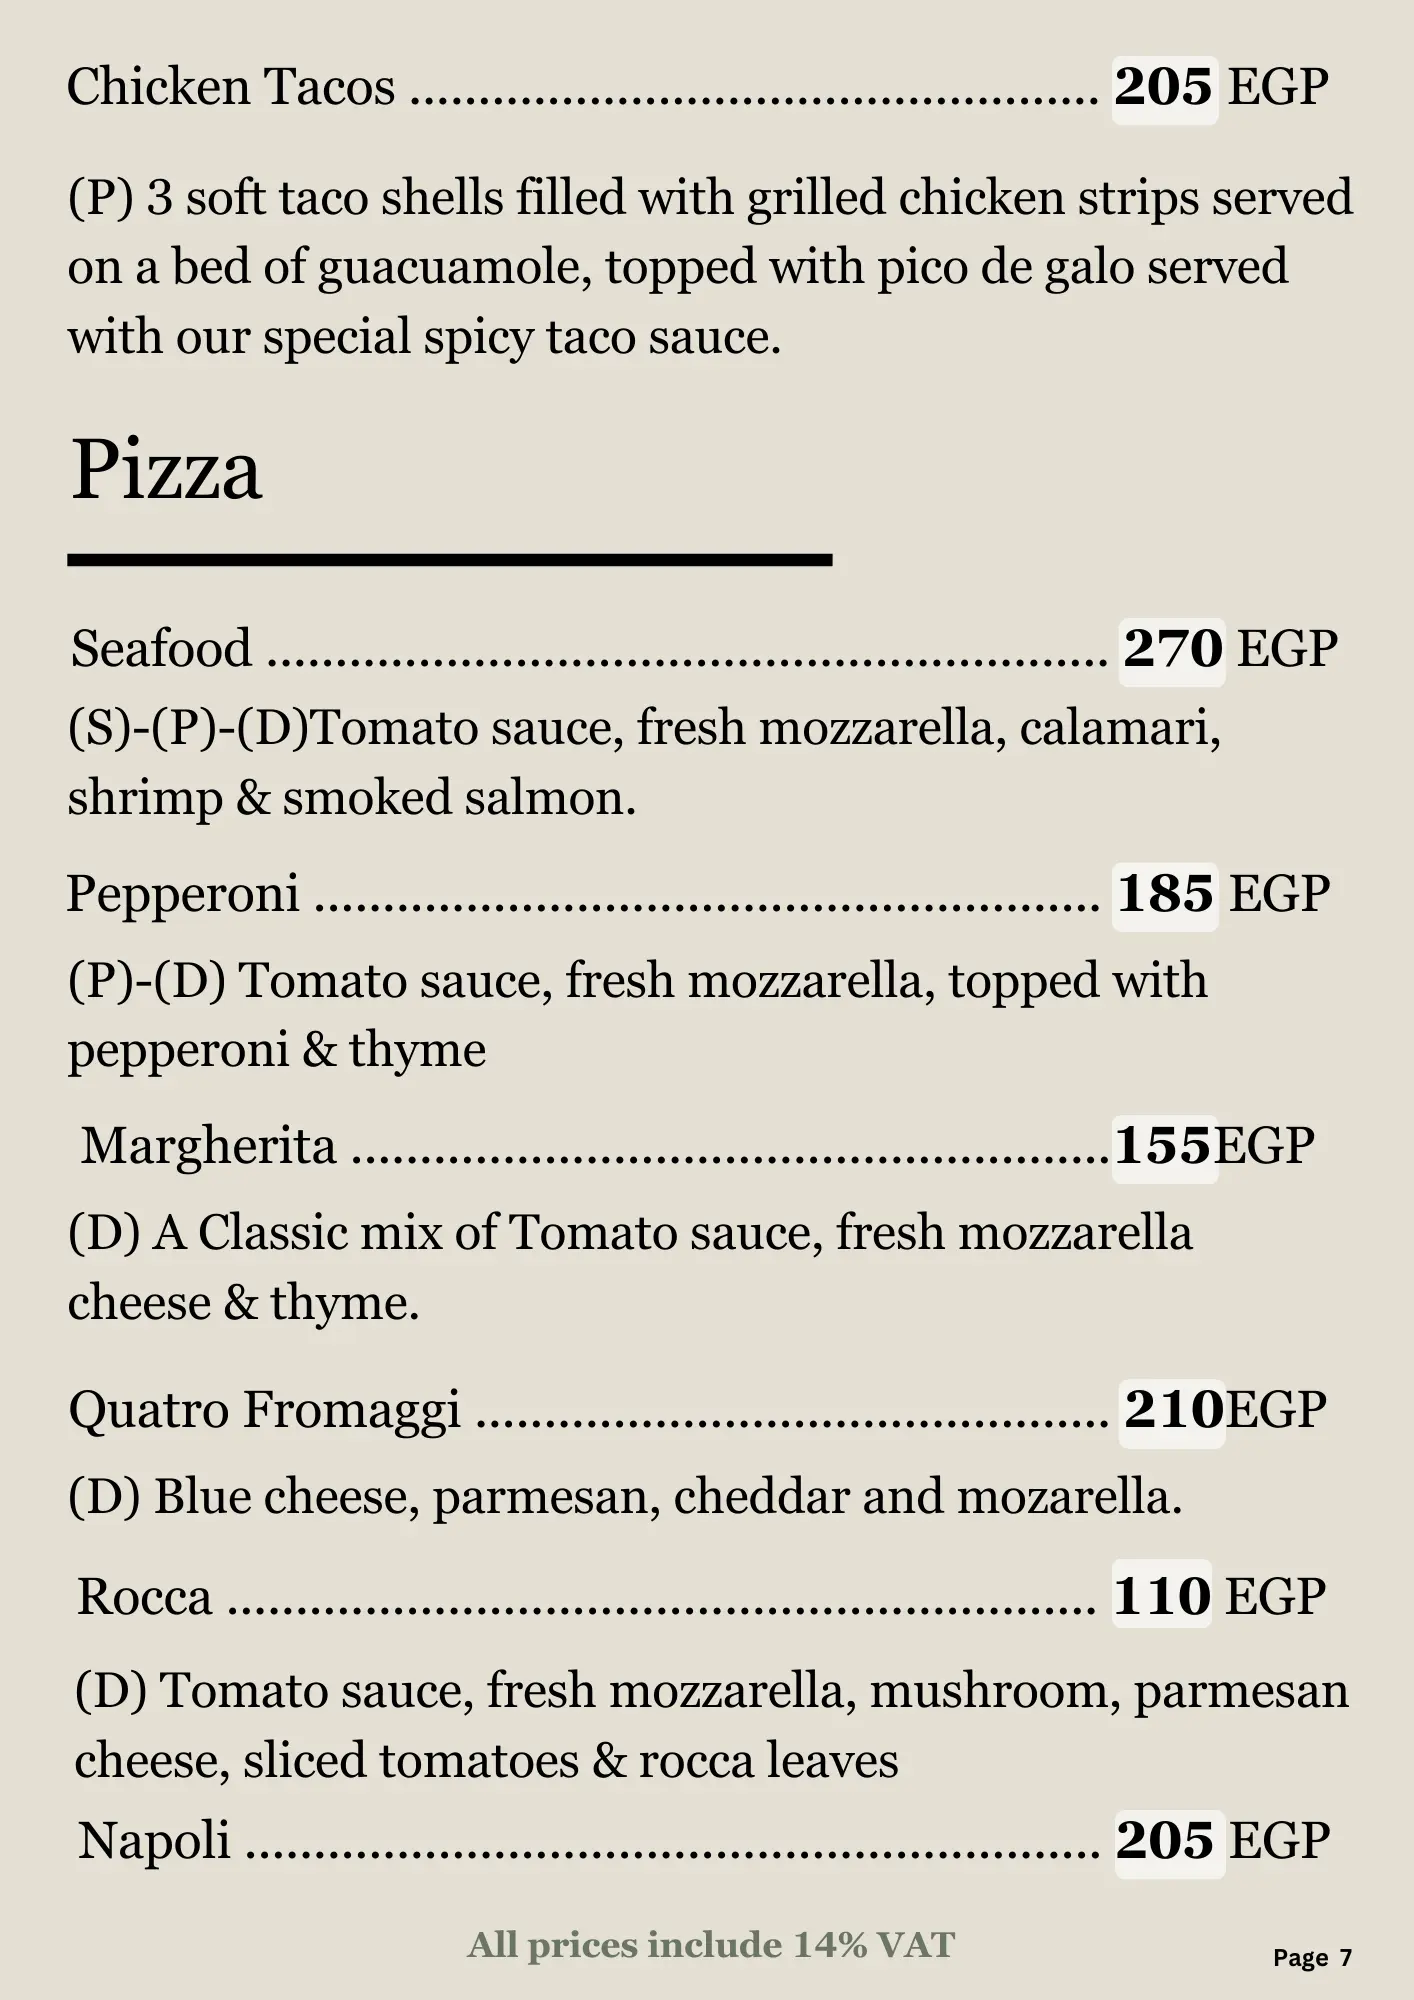 Chicken Tacos .................................................. 205 EGP
(P) 3 soft taco shells filled with grilled chicken strips served
on a bed of guacuamole, topped with pico de galo served
with our special spicy taco sauce.
Pizza
Seafood ............................................................. 270 EGP
(S)-(P)-(D)Tomato sauce, fresh mozzarella, calamari,
shrimp & smoked salmon.
Pepperoni ......................................................... 185 EGP
(P)-(D) Tomato sauce, fresh mozzarella, topped with
pepperoni & thyme
Margherita .......................................................155EGP
(D) A Classic mix of Tomato sauce, fresh mozzarella
cheese & thyme.
Quatro Fromaggi .............................................. 210EGP
(D) Blue cheese, parmesan, cheddar and mozarella.
Rocca ............................................................... 110 EGP
(D) Tomato sauce, fresh mozzarella, mushroom, parmesan
cheese, sliced tomatoes & rocca leaves
Napoli .............................................................. 205 EGP
All prices include 14% VAT
Page 7